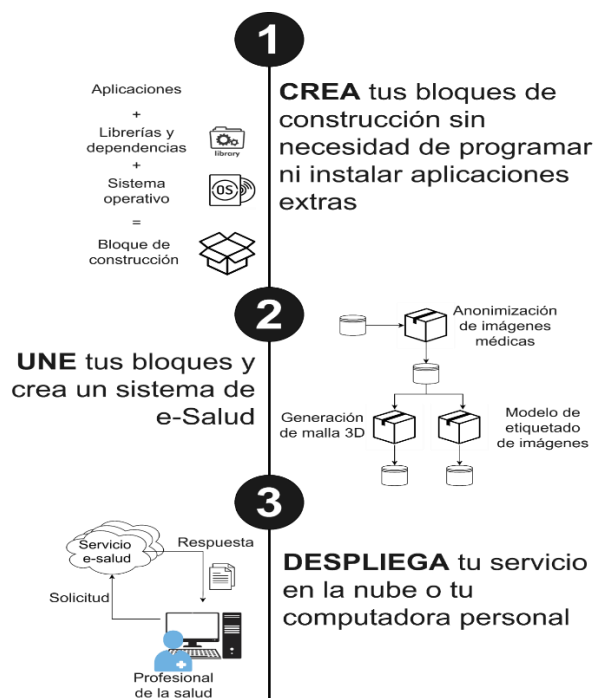 1
Aplicaciones
+
Librerías y
dependencias
library
+
Sistema
operativo
OS
=
Bloque de
construcción
CREA tus bloques de
construcción sin
necesidad de programar
ni instalar aplicaciones
extras
2
UNE tus bloques y
crea un sistema de
e-Salud
Anonimización
de imágenes
médicas
Generación
de malla 3D
Modelo de
etiquetado
de imágenes
3
Servicio
e-salud
Respuesta
Solicitud
Profesional
de la salud
DESPLIEGA tu servicio
en la nube o tu
computadora personal